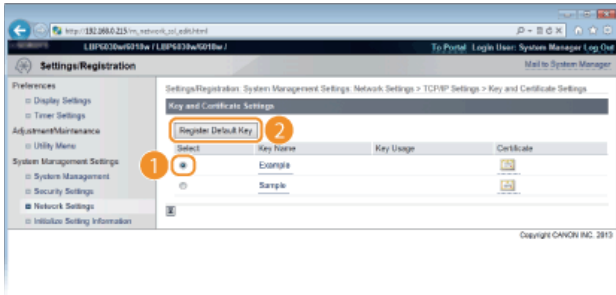 http://192.168.0.215/m_network_ssl_edit.html
LBP6030w/6018w / LBP6030w/6018w /
To Portal Login User: System Manager Log Out
Settings/Registration
Mail to System Manager
Preferences
Display Settings
Timer Settings
Adjustment/Maintenance
Utility Menu
System Management Settings
System Management
Security Settings
Network Settings
Initialize Setting Information
Settings/Registration: System Management Settings: Network Settings > TCP/IP Settings > Key and Certificate Settings
Key and Certificate Settings
Register Default Key
2
Select Key Name Key Usage Certificate
1
Example
Sample
Copyright CANON INC. 2013